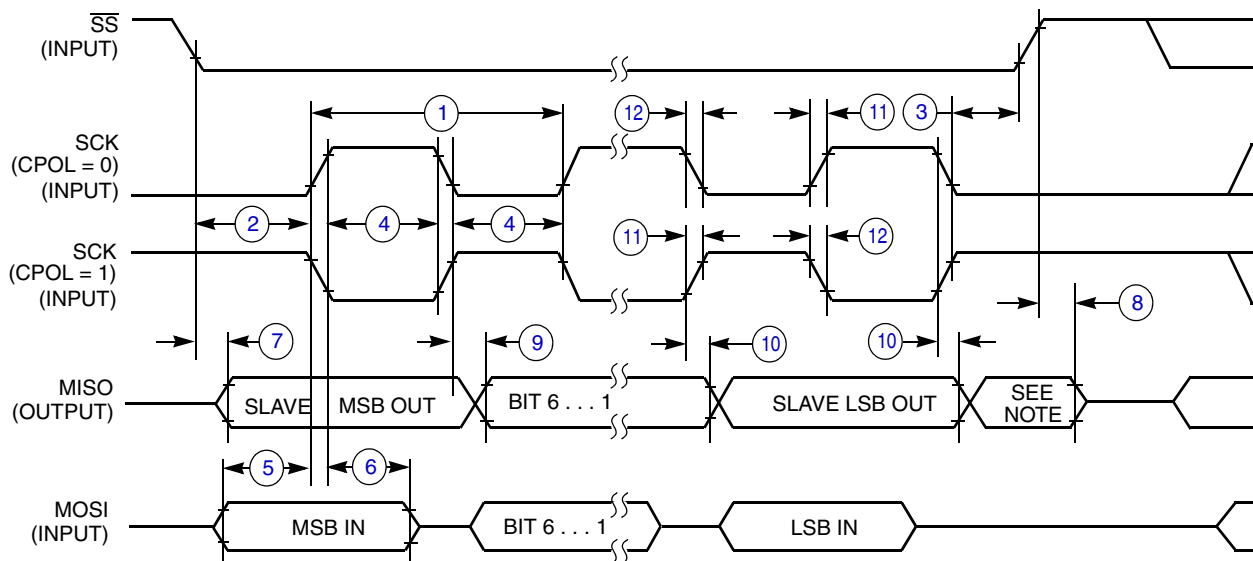 SS
(INPUT)
1
12
11
3
SCK
(CPOL = 0)
(INPUT)
2
4
4
SCK
(CPOL = 1)
(INPUT)
11
12
8
7
9
10
10
MISO
(OUTPUT)
SLAVE
MSB OUT
BIT 6 . . . 1
SLAVE LSB OUT
SEE
NOTE
5
6
MOSI
(INPUT)
MSB IN
BIT 6 . . . 1
LSB IN